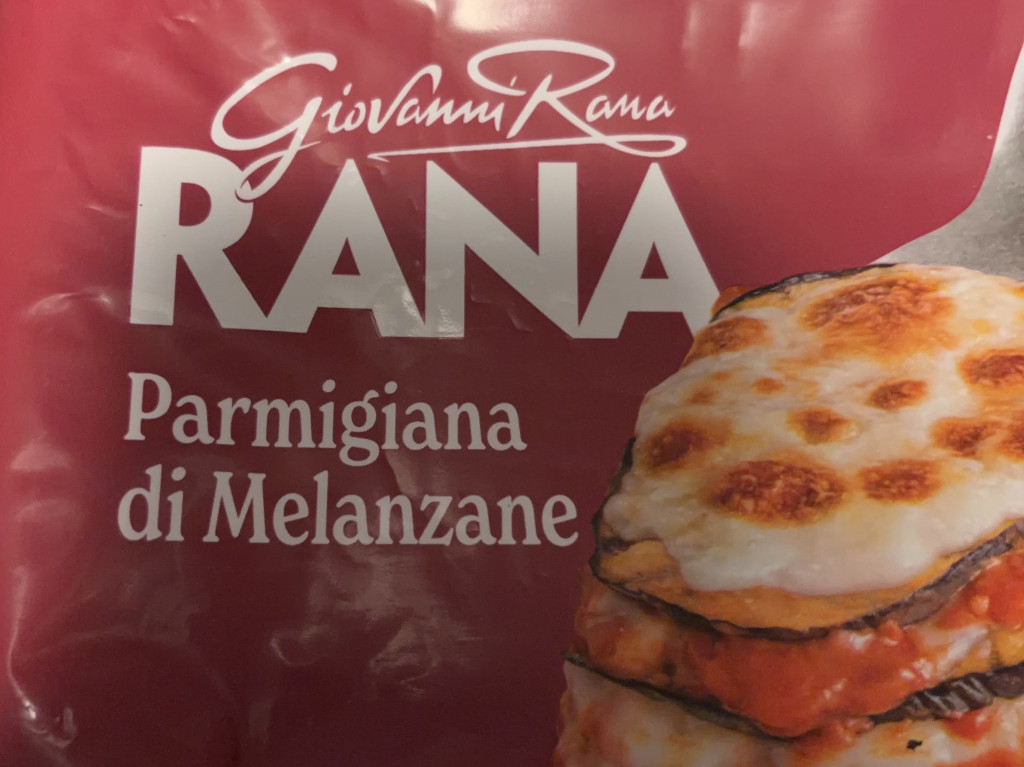 Giovanni Rana
RANA
Parmigiana
di Melanzane